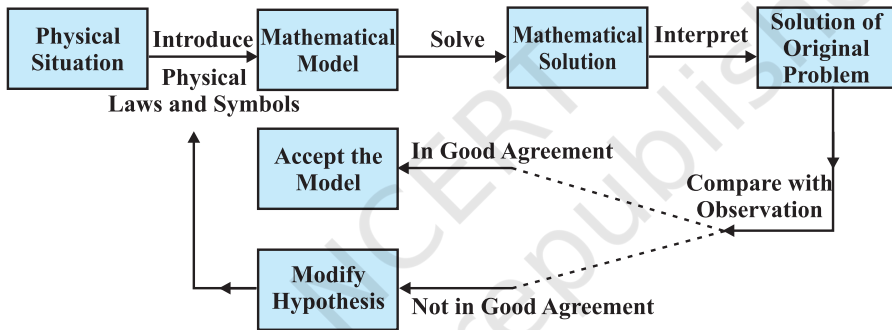 Physical
Situation
Introduce
Physical
Laws and Symbols
Mathematical
Model
Solve
Mathematical
Solution
Interpret
Solution of
Original
Problem
Compare with
Observation
In Good Agreement
Accept the
Model
Not in Good Agreement
Modify
Hypothesis
NCERT
republishe